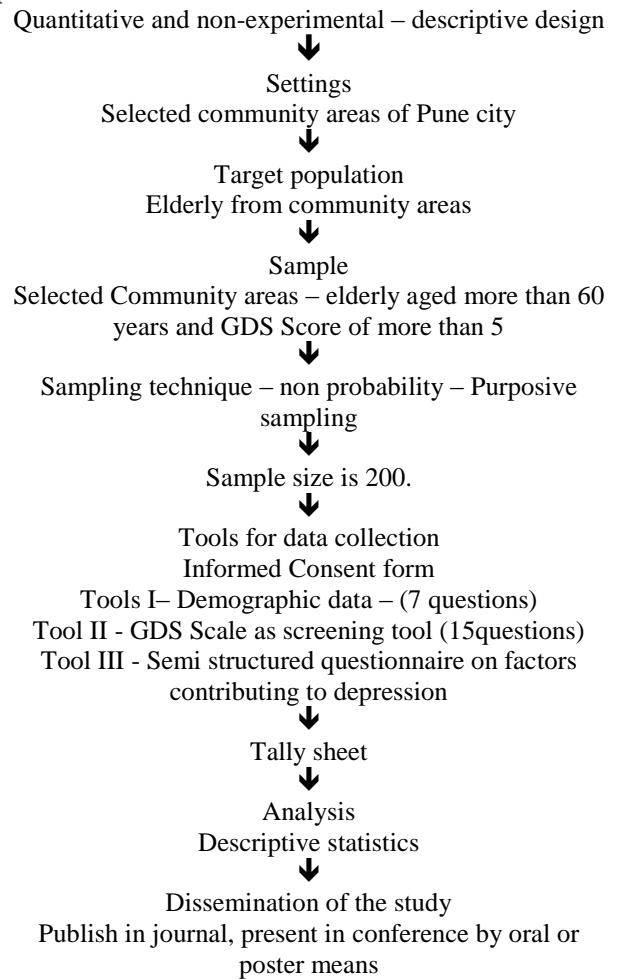 Quantitative and non-experimental – descriptive design
Settings
Selected community areas of Pune city
Target population
Elderly from community areas
Sample
Selected Community areas – elderly aged more than 60
years and GDS Score of more than 5
Sampling technique – non probability – Purposive
sampling
Sample size is 200.
Tools for data collection
Informed Consent form
Tools I– Demographic data – (7 questions)
Tool II - GDS Scale as screening tool (15questions)
Tool III - Semi structured questionnaire on factors
contributing to depression
Tally sheet
Analysis
Descriptive statistics
Dissemination of the study
Publish in journal, present in conference by oral or
poster means